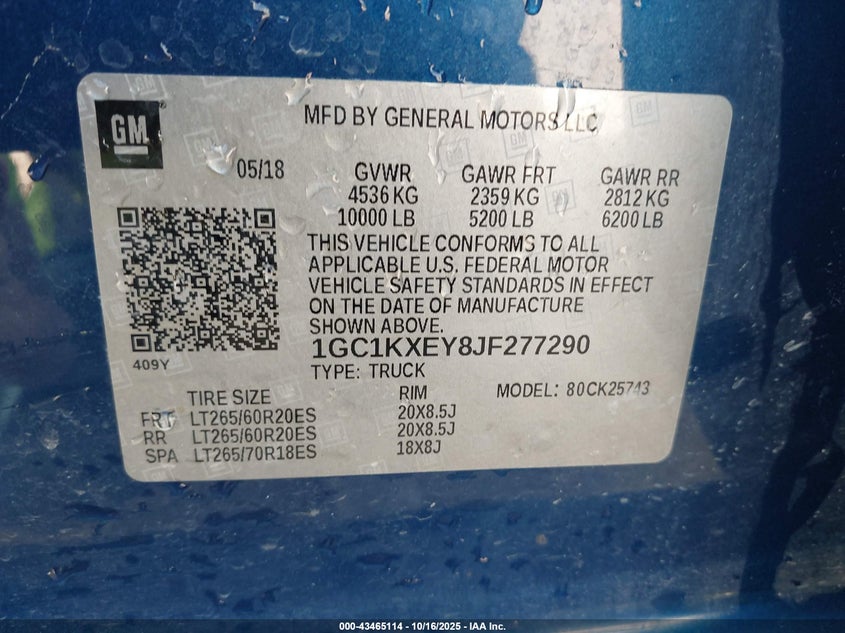 GM
MFD BY GENERAL MOTORS LLC
05/18 GVWR GAWR FRT GAWR RR
4536 KG 2359 KG 2812 KG
10000 LB 5200 LB 6200 LB
THIS VEHICLE CONFORMS TO ALL
APPLICABLE U.S. FEDERAL MOTOR
VEHICLE SAFETY STANDARDS IN EFFECT
ON THE DATE OF MANUFACTURE
SHOWN ABOVE.
1GC1KXEY8JF277290
409Y TYPE: TRUCK
TIRE SIZE RIM MODEL: 80CK25743
FRT LT265/60R20ES 20X8.5J
RR LT265/60R20ES 20X8.5J
SPA LT265/70R18ES 18X8J
000-43465114 - 10/16/2025 - IAA Inc.